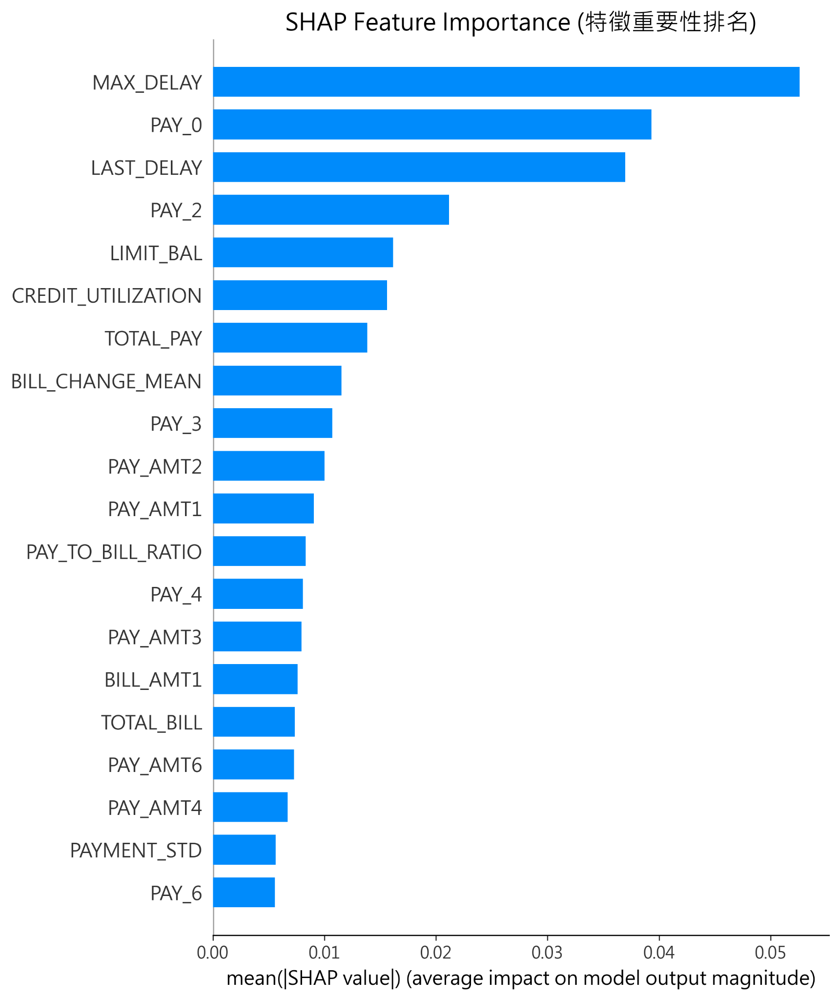 SHAP Feature Importance (特徵重要性排名)
MAX_DELAY
PAY_0
LAST_DELAY
PAY_2
LIMIT_BAL
CREDIT_UTILIZATION
TOTAL_PAY
BILL_CHANGE_MEAN
PAY_3
PAY_AMT2
PAY_AMT1
PAY_TO_BILL_RATIO
PAY_4
PAY_AMT3
BILL_AMT1
TOTAL_BILL
PAY_AMT6
PAY_AMT4
PAYMENT_STD
PAY_6
0.00 0.01 0.02 0.03 0.04 0.05
mean(|SHAP value|) (average impact on model output magnitude)